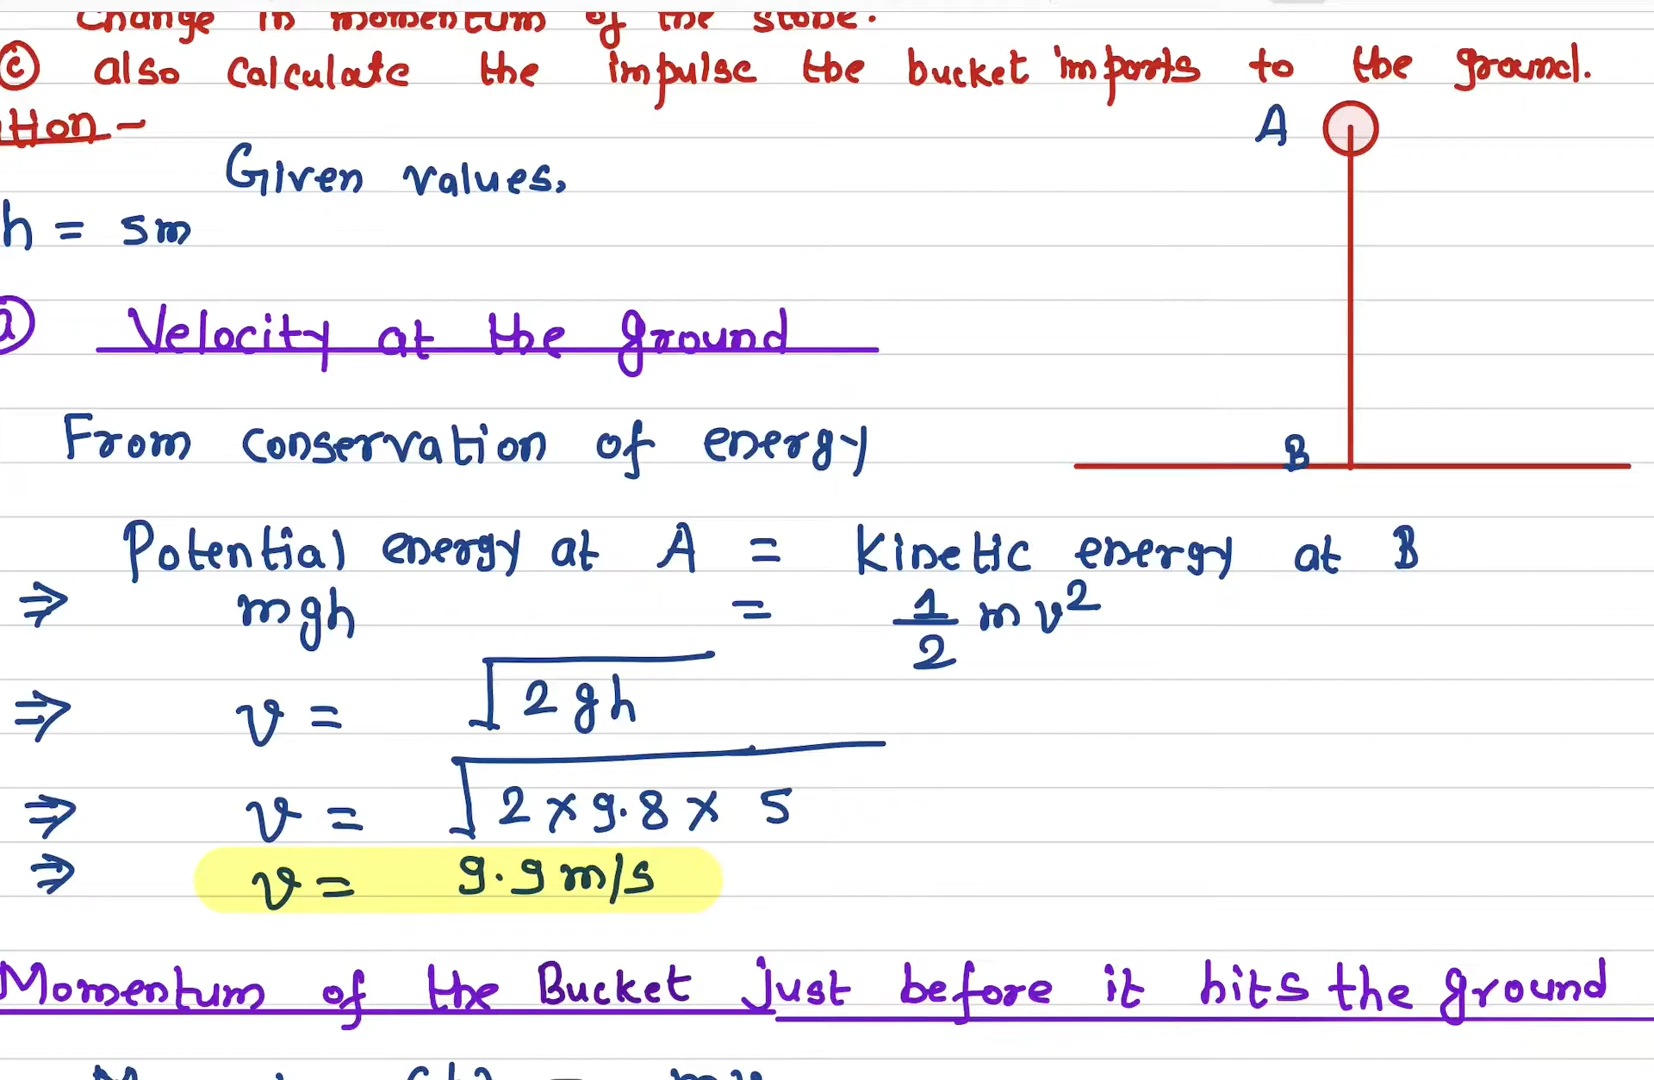 Change in momentum of the stone.
(c) also calculate the impulse the bucket imparts to the ground.
tion -
A
Given values,
h = 5m
a) Velocity at the ground
From conservation of energy
B
Potential energy at A = Kinetic energy at B
⇒ mgh = 1/2 mv²
⇒ v = √2gh
⇒ v = √2 x 9.8 x 5
⇒ v = 9.9 m/s
Momentum of the Bucket just before it hits the ground